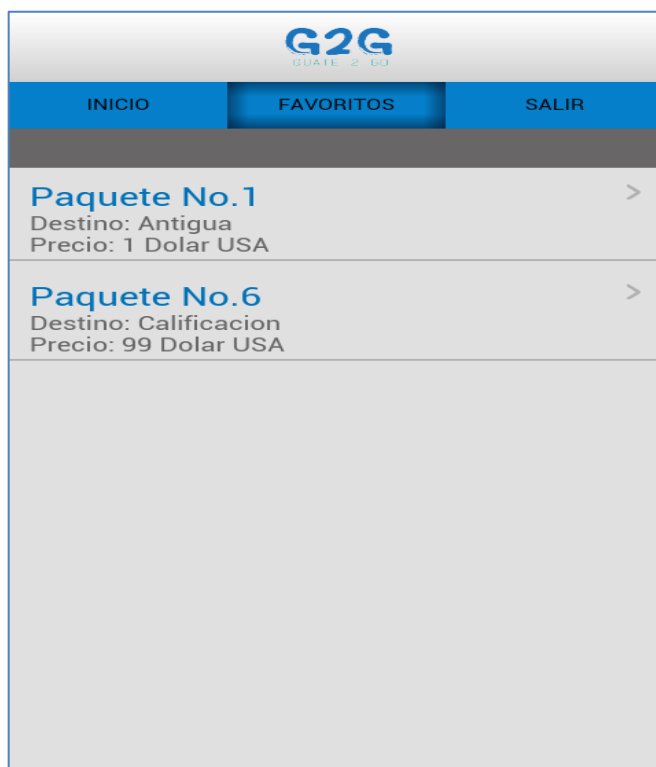 G2G
GUATE 2 GO
INICIO
FAVORITOS
SALIR
Paquete No.1
>
Destino: Antigua
Precio: 1 Dolar USA
Paquete No.6
>
Destino: Calificacion
Precio: 99 Dolar USA